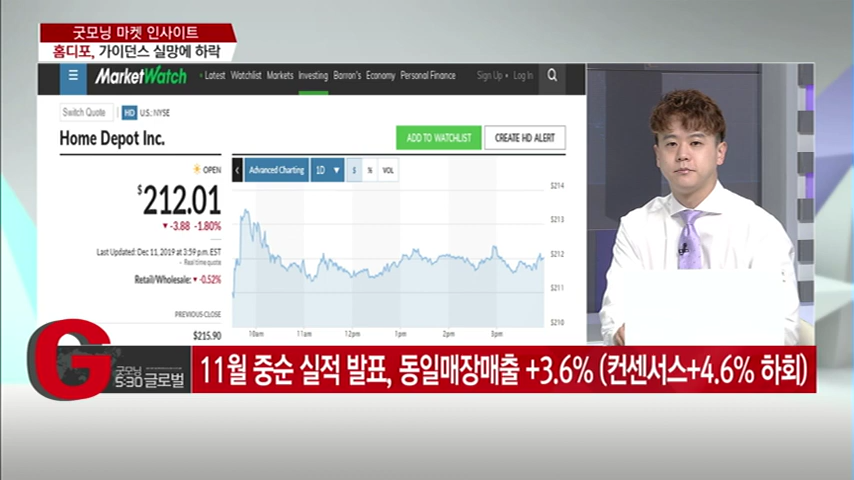 굿모닝 마켓 인사이트
홈디포, 가이던스 실망에 하락
MarketWatch
Latest Watchlist Markets Investing Barron's Economy Personal Finance Sign Up Log In
Switch Quote HD U.S.: NYSE
Home Depot Inc.
ADD TO WATCHLIST CREATE HD ALERT
OPEN
$212.01
-3.88 -1.80%
Last Updated: Dec 11, 2019 at 3:59 p.m. EST
Real time quote
Retail/Wholesale: -0.52%
PREVIOUS CLOSE
$215.90
Advanced Charting 1D $ % VOL
$214
$213
$212
$211
$210
10am 11am 12pm 1pm 2pm 3pm
G
굿모닝
5:30 글로벌
11월 중순 실적 발표, 동일매장매출 +3.6% (컨센서스+4.6% 하회)